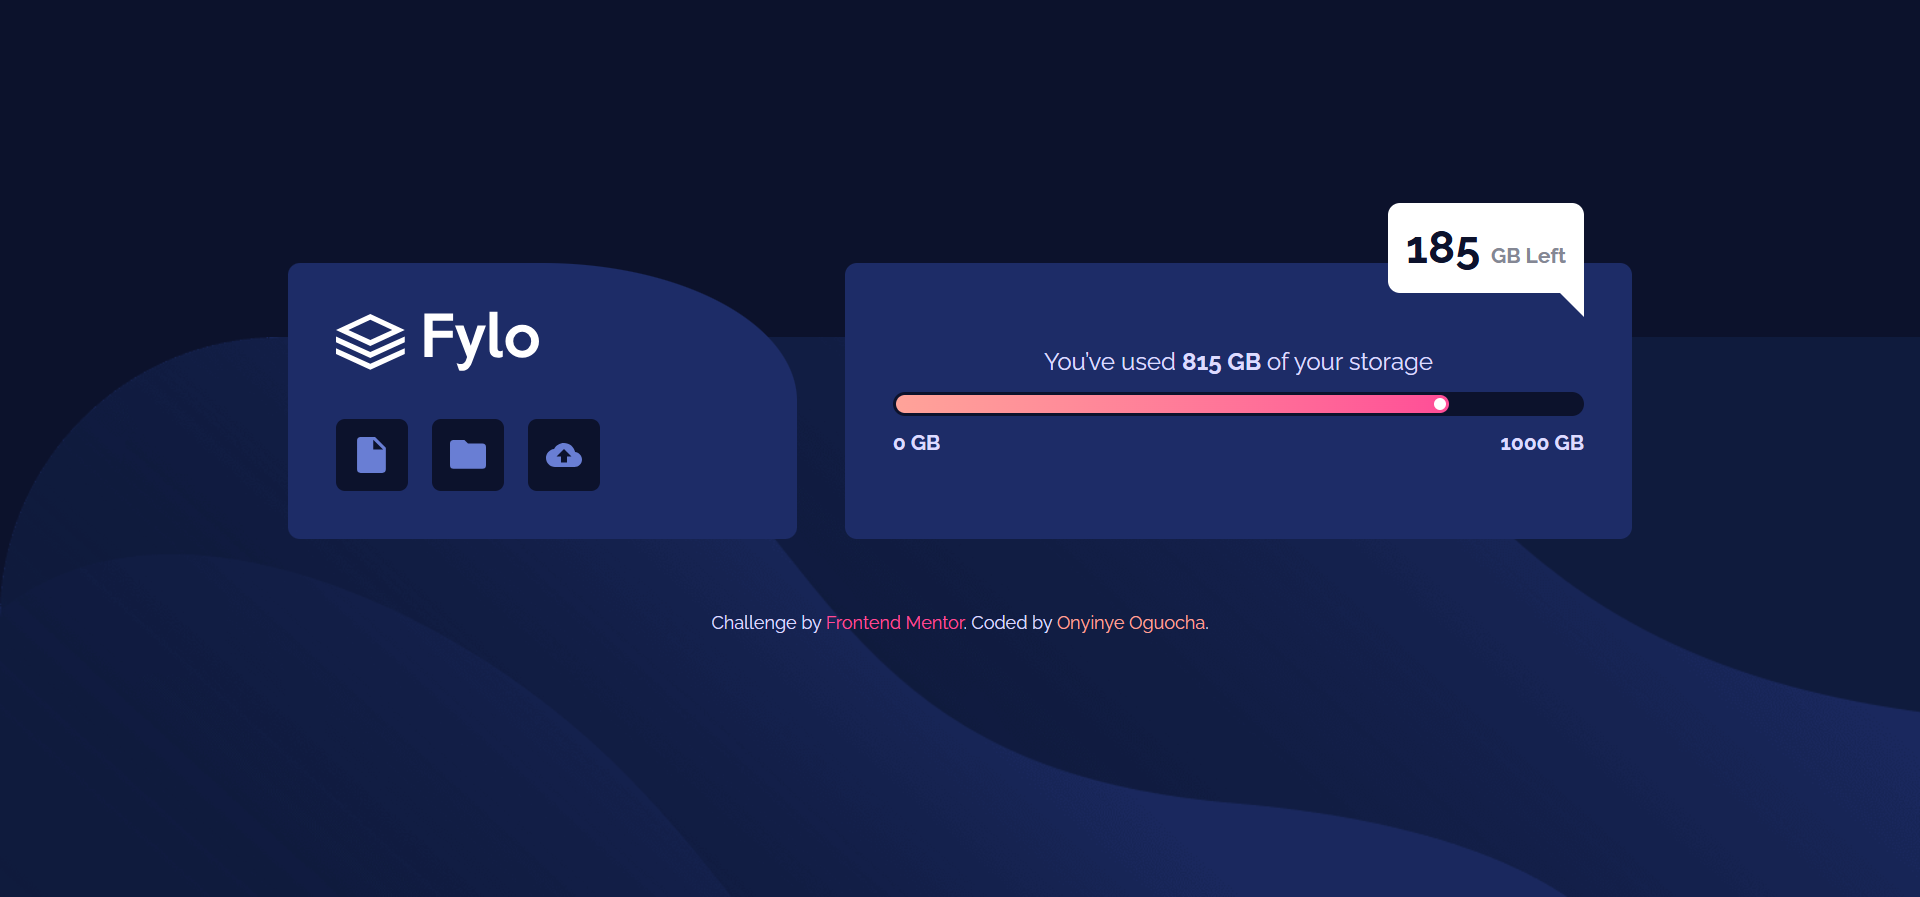 Fylo
185 GB Left
You’ve used 815 GB of your storage
0 GB
1000 GB
Challenge by Frontend Mentor. Coded by Onyinye Oguocha.